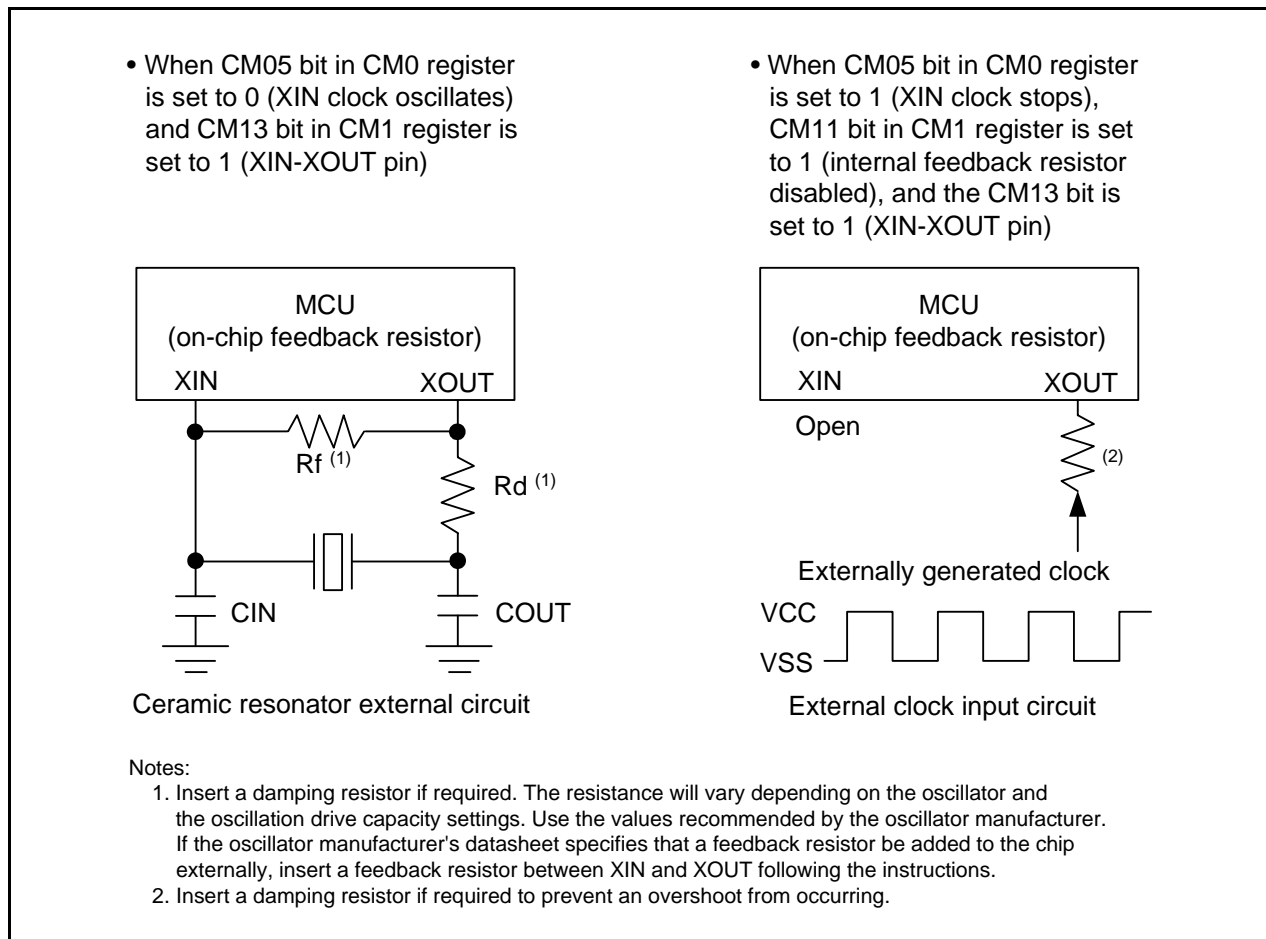 • When CM05 bit in CM0 register
is set to 0 (XIN clock oscillates)
and CM13 bit in CM1 register is
set to 1 (XIN-XOUT pin)
MCU
(on-chip feedback resistor)
XIN
XOUT
Rf (1)
Rd (1)
CIN
COUT
Ceramic resonator external circuit
• When CM05 bit in CM0 register
is set to 1 (XIN clock stops),
CM11 bit in CM1 register is set
to 1 (internal feedback resistor
disabled), and the CM13 bit is
set to 1 (XIN-XOUT pin)
MCU
(on-chip feedback resistor)
XIN
XOUT
Open
(2)
Externally generated clock
VCC
VSS
External clock input circuit
Notes:
1. Insert a damping resistor if required. The resistance will vary depending on the oscillator and
the oscillation drive capacity settings. Use the values recommended by the oscillator manufacturer.
If the oscillator manufacturer's datasheet specifies that a feedback resistor be added to the chip
externally, insert a feedback resistor between XIN and XOUT following the instructions.
2. Insert a damping resistor if required to prevent an overshoot from occurring.